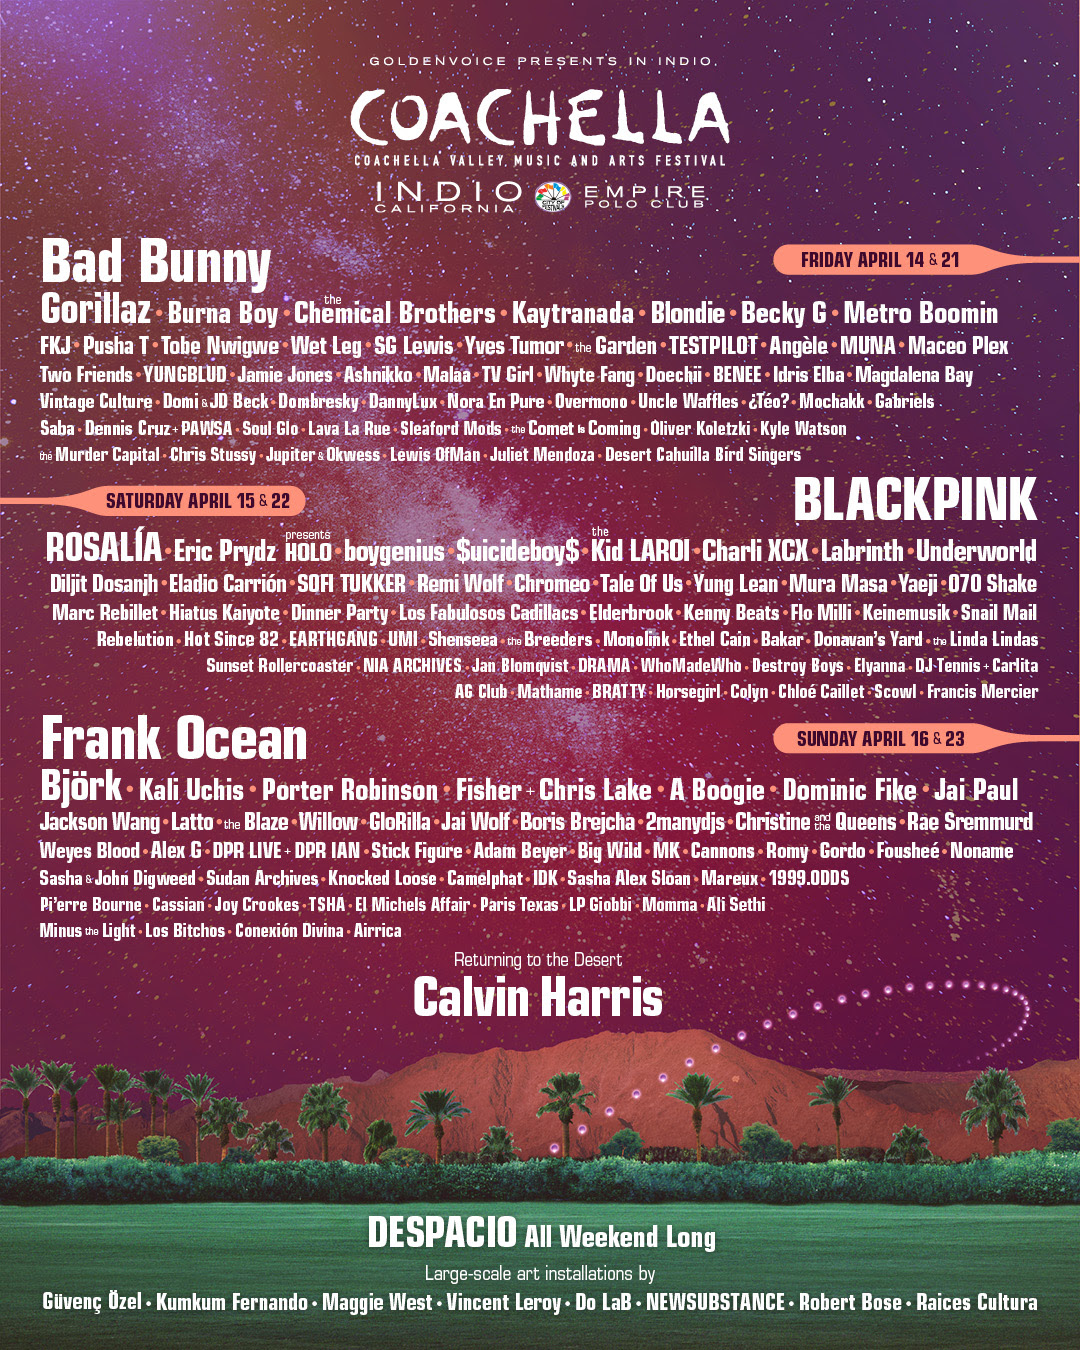 GOLDENVOICE PRESENTS IN INDIO
COACHELLA
COACHELLA VALLEY MUSIC AND ARTS FESTIVAL
INDIO CALIFORNIA CITY OF FESTIVALS EMPIRE POLO CLUB
Bad Bunny
FRIDAY APRIL 14 & 21
Gorillaz • Burna Boy • the Chemical Brothers • Kaytranada • Blondie • Becky G • Metro Boomin
FKJ • Pusha T • Tobe Nwigwe • Wet Leg • SG Lewis • Yves Tumor • the Garden • TESTPILOT • Angèle • MUNA • Maceo Plex
Two Friends • YUNGBLUD • Jamie Jones • Ashnikko • Malaa • TV Girl • Whyte Fang • Doechii • BENEE • Idris Elba • Magdalena Bay
Vintage Culture • Domi & JD Beck • Dombresky • DannyLux • Nora En Pure • Overmono • Uncle Waffles • ¿Téo? • Mochakk • Gabriels
Saba • Dennis Cruz + PAWSA • Soul Glo • Lava La Rue • Sleaford Mods • the Comet is Coming • Oliver Koletzki • Kyle Watson
the Murder Capital • Chris Stussy • Jupiter & Okwess • Lewis OfMan • Juliet Mendoza • Desert Cahuilla Bird Singers
BLACKPINK
SATURDAY APRIL 15 & 22
ROSALÍA • Eric Prydz presents HOLO • boygenius • $uicideboy$ • the Kid LAROI • Charli XCX • Labrinth • Underworld
Diljit Dosanjh • Eladio Carrión • SOFI TUKKER • Remi Wolf • Chromeo • Tale Of Us • Yung Lean • Mura Masa • Yaeji • 070 Shake
Marc Rebillet • Hiatus Kaiyote • Dinner Party • Los Fabulosos Cadillacs • Elderbrook • Kenny Beats • Flo Milli • Keinemusik • Snail Mail
Rebelution • Hot Since 82 • EARTHGANG • UMI • Shenseea • the Breeders • Monolink • Ethel Cain • Bakar • Donavan's Yard • the Linda Lindas
Sunset Rollercoaster • NIA ARCHIVES • Jan Blomqvist • DRAMA • WhoMadeWho • Destroy Boys • Elyanna • DJ Tennis + Carlita
AG Club • Mathame • BRATTY • Horsegirl • Colyn • Chloé Caillet • Scowl • Francis Mercier
Frank Ocean
SUNDAY APRIL 16 & 23
Björk • Kali Uchis • Porter Robinson • Fisher + Chris Lake • A Boogie • Dominic Fike • Jai Paul
Jackson Wang • Latto • the Blaze • Willow • GloRilla • Jai Wolf • Boris Brejcha • 2manydjs • Christine and the Queens • Rae Sremmurd
Weyes Blood • Alex G • DPR LIVE + DPR IAN • Stick Figure • Adam Beyer • Big Wild • MK • Cannons • Romy • Gordo • Fousheé • Noname
Sasha & John Digweed • Sudan Archives • Knocked Loose • Camelphat • IDK • Sasha Alex Sloan • Mareux • 1999.ODDS
Pi'erre Bourne • Cassian • Joy Crookes • TSHA • El Michels Affair • Paris Texas • LP Giobbi • Momma • Ali Sethi
Minus the Light • Los Bitchos • Conexión Divina • Airrica
Returning to the Desert
Calvin Harris
DESPACIO All Weekend Long
Large-scale art installations by
Güvenç Özel • Kumkum Fernando • Maggie West • Vincent Leroy • Do LaB • NEWSUBSTANCE • Robert Bose • Raices Cultura